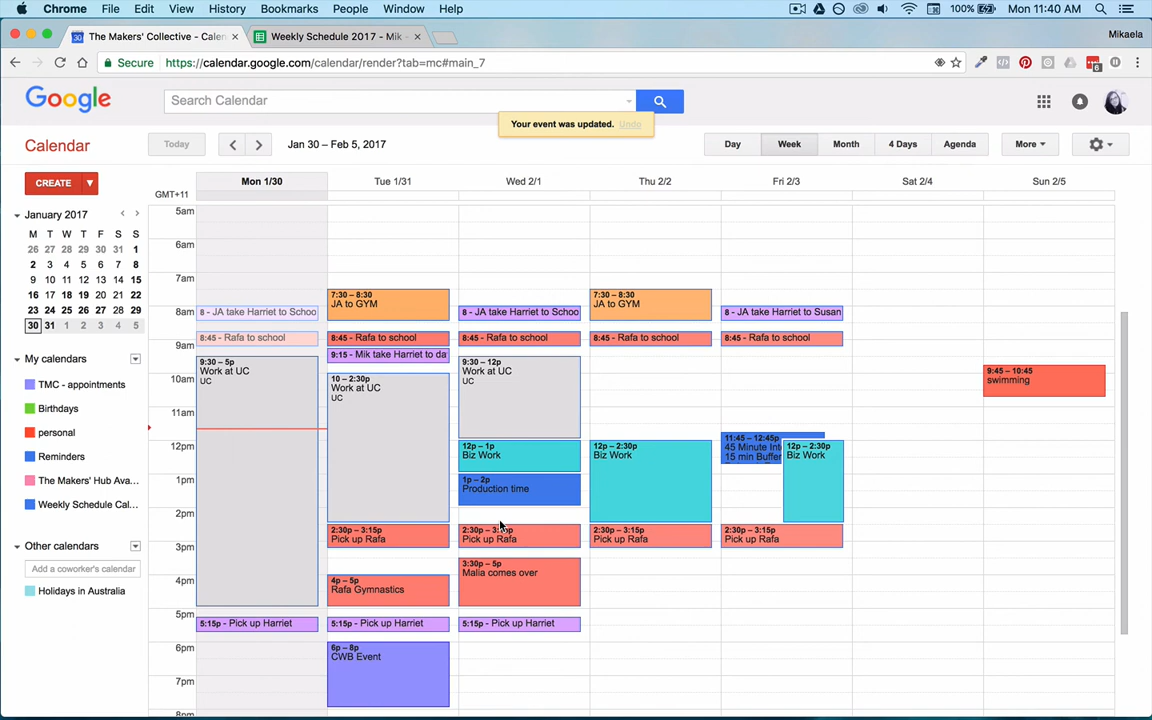 Chrome File Edit View History Bookmarks People Window Help 100% Mon 11:40 AM
The Makers' Collective - Calen × Weekly Schedule 2017 - Mik - ×
Mikaela
Secure https://calendar.google.com/calendar/render?tab=mc#main_7
6
Google
Search Calendar
Your event was updated. Undo
Calendar
Today
Jan 30 – Feb 5, 2017
Day Week Month 4 Days Agenda
More
CREATE
GMT+11
Mon 1/30 Tue 1/31 Wed 2/1 Thu 2/2 Fri 2/3 Sat 2/4 Sun 2/5
January 2017
M T W T F S S
26 27 28 29 30 31 1
2 3 4 5 6 7 8
9 10 11 12 13 14 15
16 17 18 19 20 21 22
23 24 25 26 27 28 29
30 31 1 2 3 4 5
My calendars
TMC - appointments
Birthdays
personal
Reminders
The Makers' Hub Ava...
Weekly Schedule Cal...
Other calendars
Add a coworker's calendar
Holidays in Australia
5am
6am
7am
8am
9am
10am
11am
12pm
1pm
2pm
3pm
4pm
5pm
6pm
7pm
8pm
8 - JA take Harriet to Schoo
8:45 - Rafa to school
9:30 – 5p
Work at UC
UC
5:15p - Pick up Harriet
7:30 – 8:30
JA to GYM
8:45 - Rafa to school
9:15 - Mik take Harriet to da
10 – 2:30p
Work at UC
UC
2:30p – 3:15p
Pick up Rafa
4p – 5p
Rafa Gymnastics
5:15p - Pick up Harriet
6p – 8p
CWB Event
8 - JA take Harriet to Schoo
8:45 - Rafa to school
9:30 – 12p
Work at UC
UC
12p – 1p
Biz Work
1p – 2p
Production time
2:30p – 3:15p
Pick up Rafa
3:30p – 5p
Malia comes over
5:15p - Pick up Harriet
7:30 – 8:30
JA to GYM
8:45 - Rafa to school
12p – 2:30p
Biz Work
2:30p – 3:15p
Pick up Rafa
8 - JA take Harriet to Susan
8:45 - Rafa to school
11:45 – 12:45p
45 Minute Int
15 min Buffer
12p – 2:30p
Biz Work
2:30p – 3:15p
Pick up Rafa
9:45 – 10:45
swimming